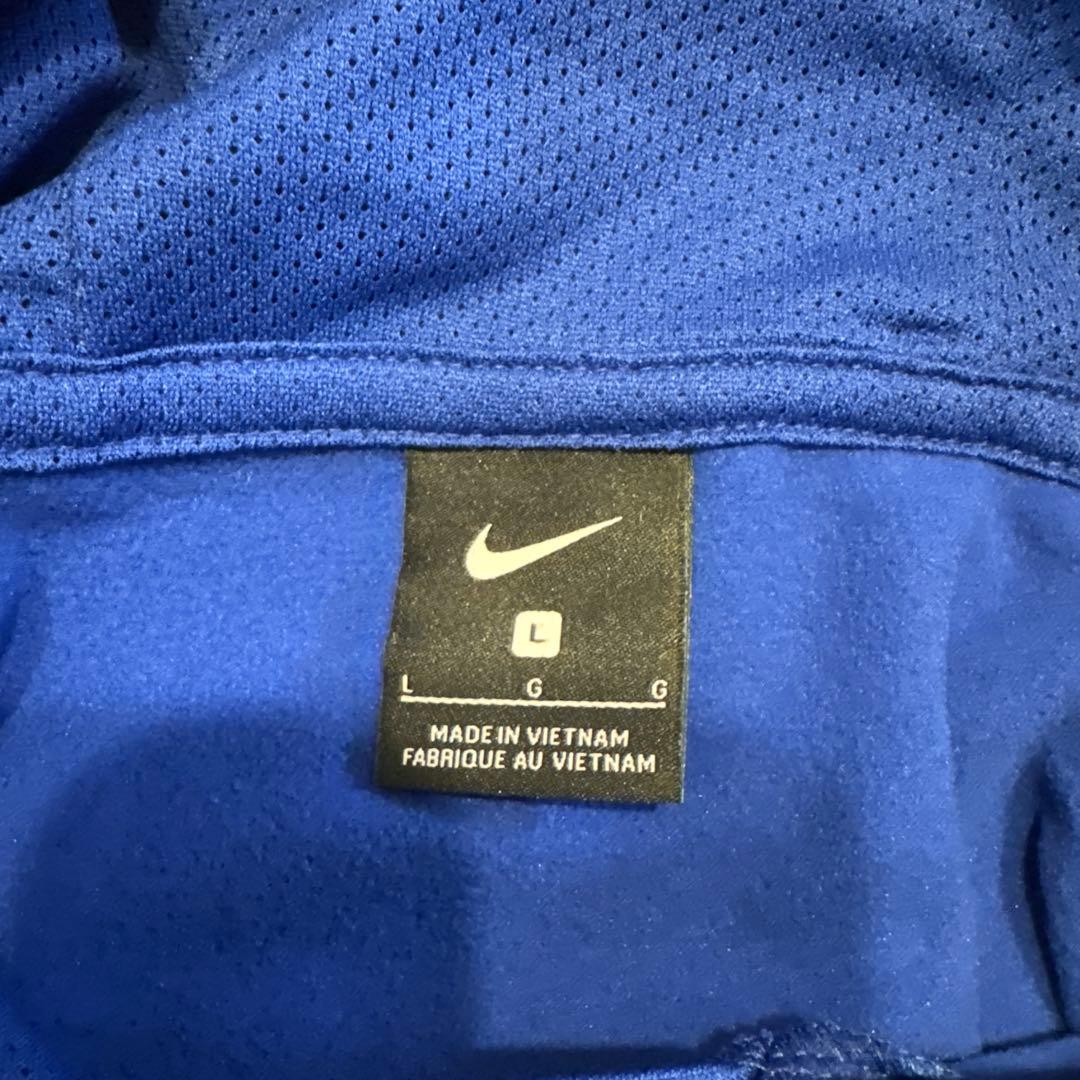 L
L G G
MADE IN VIETNAM
FABRIQUE AU VIETNAM